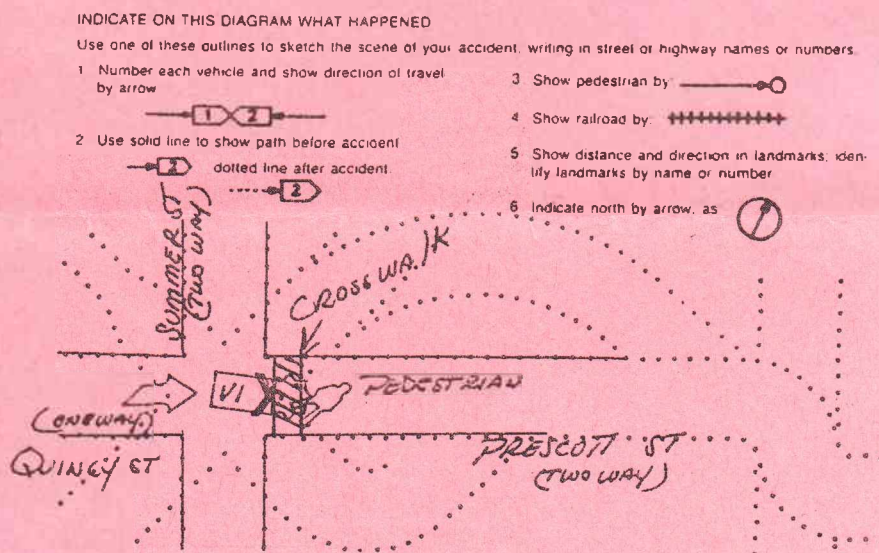 INDICATE ON THIS DIAGRAM WHAT HAPPENED
Use one of these outlines to sketch the scene of your accident, writing in street or highway names or numbers.
1 Number each vehicle and show direction of travel
by arrow
1 2
2 Use solid line to show path before accident
2 dotted line after accident
2
3 Show pedestrian by:
4 Show railroad by:
5 Show distance and direction in landmarks; iden-
tify landmarks by name or number
6 Indicate north by arrow, as
SUMMER ST
(TWO WAY)
CROSSWALK
V1
PEDESTRIAN
(ONEWAY)
QUINCY ST
PRESCOTT ST
(TWO WAY)